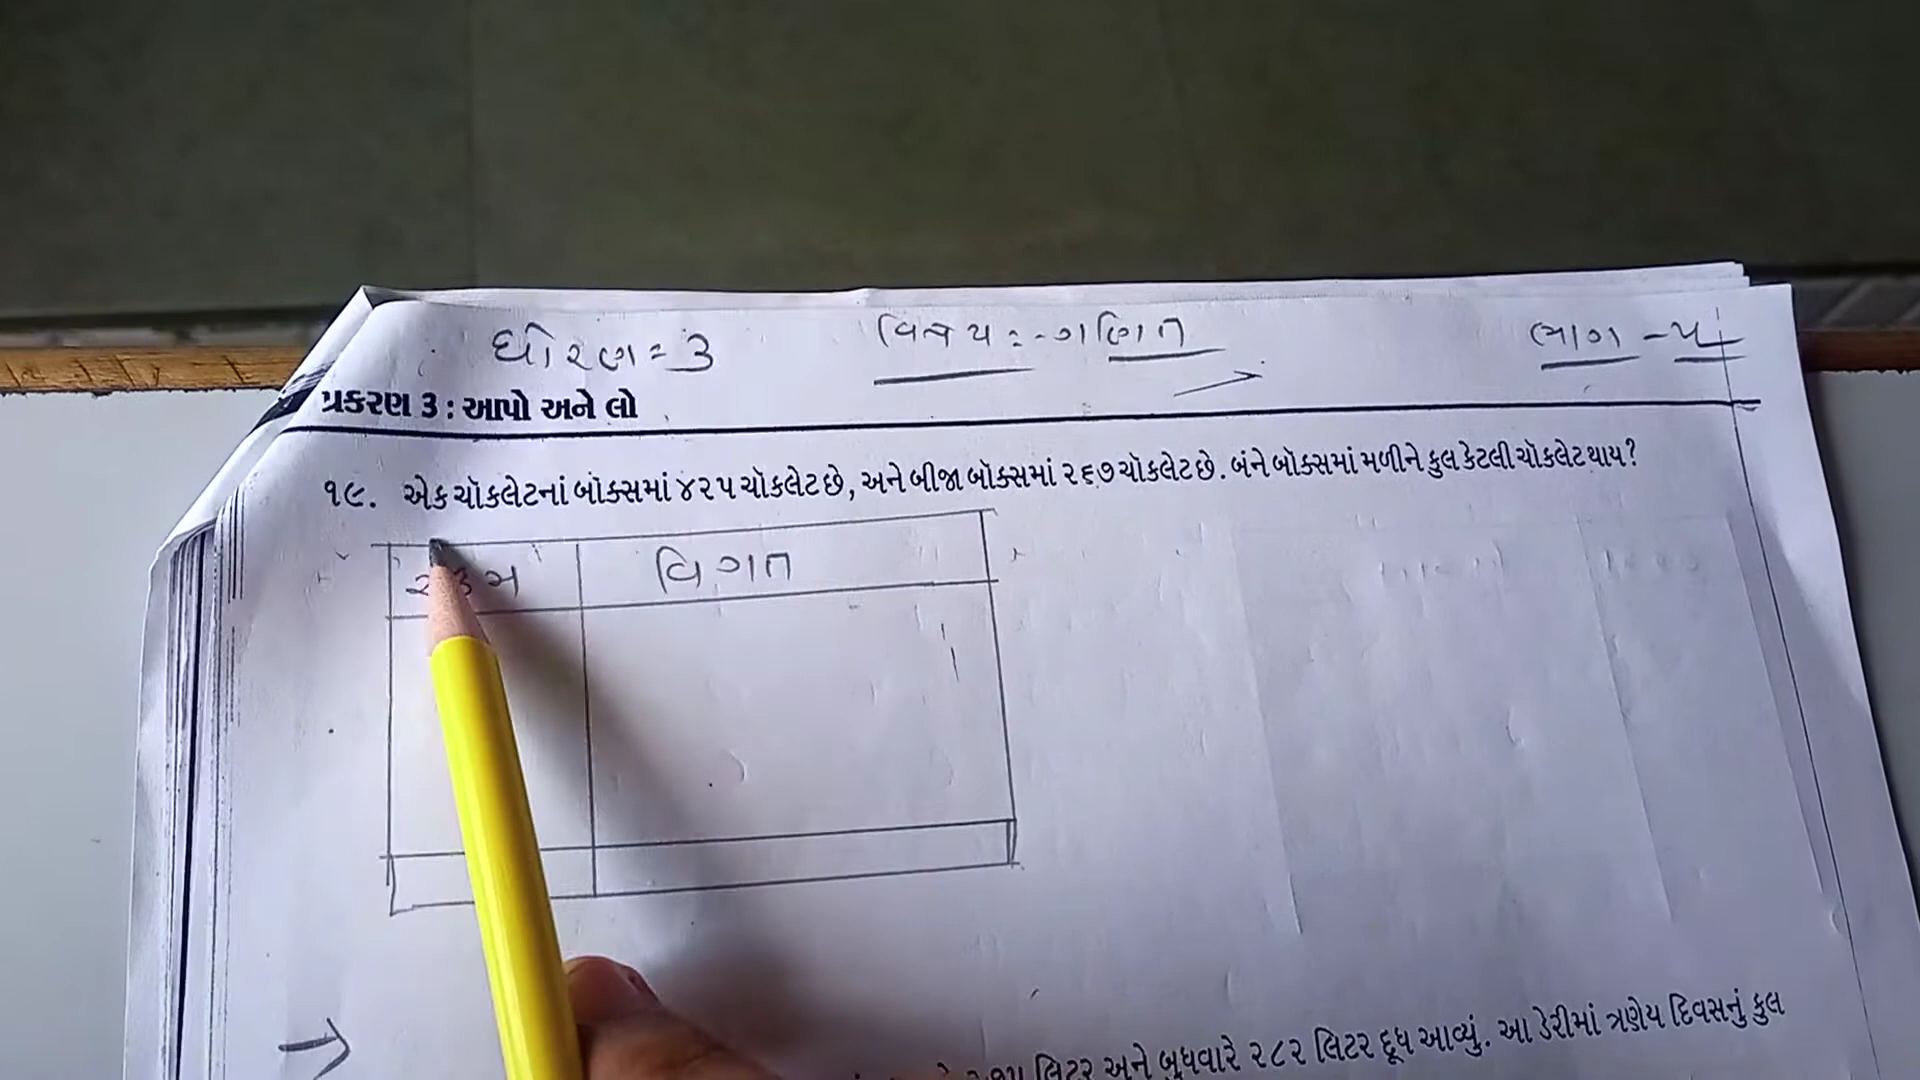 ધોરણ = 3 વિષય :- ગણિત ભાગ - ૫
પ્રકરણ 3 : આપો અને લો
૧૯. એક ચૉકલેટનાં બૉક્સમાં ૪૨૫ ચૉકલેટ છે, અને બીજા બૉક્સમાં ૨૬૭ ચૉકલેટ છે. બંને બૉક્સમાં મળીને કુલ કેટલી ચૉકલેટ થાય?
વિગત
લિટર અને બુધવારે ૨૮૨ લિટર દૂધ આવ્યું. આ ડેરીમાં ત્રણેય દિવસનું કુલ